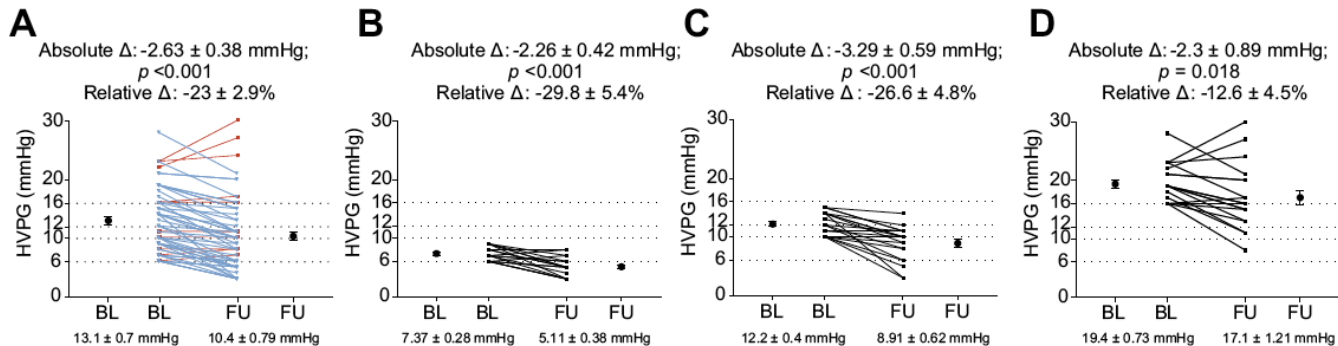 A
Absolute Δ: -2.63 ± 0.38 mmHg;
p <0.001
Relative Δ: -23 ± 2.9%
HVPG (mmHg)
30
20
16
12
10
6
0
BL
BL
FU
FU
13.1 ± 0.7 mmHg
10.4 ± 0.79 mmHg
B
Absolute Δ: -2.26 ± 0.42 mmHg;
p <0.001
Relative Δ: -29.8 ± 5.4%
HVPG (mmHg)
30
20
16
12
10
6
0
BL
BL
FU
FU
7.37 ± 0.28 mmHg
5.11 ± 0.38 mmHg
C
Absolute Δ: -3.29 ± 0.59 mmHg;
p <0.001
Relative Δ: -26.6 ± 4.8%
HVPG (mmHg)
30
20
16
12
10
6
0
BL
BL
FU
FU
12.2 ± 0.4 mmHg
8.91 ± 0.62 mmHg
D
Absolute Δ: -2.3 ± 0.89 mmHg;
p = 0.018
Relative Δ: -12.6 ± 4.5%
HVPG (mmHg)
30
20
16
12
10
6
0
BL
BL
FU
FU
19.4 ± 0.73 mmHg
17.1 ± 1.21 mmHg